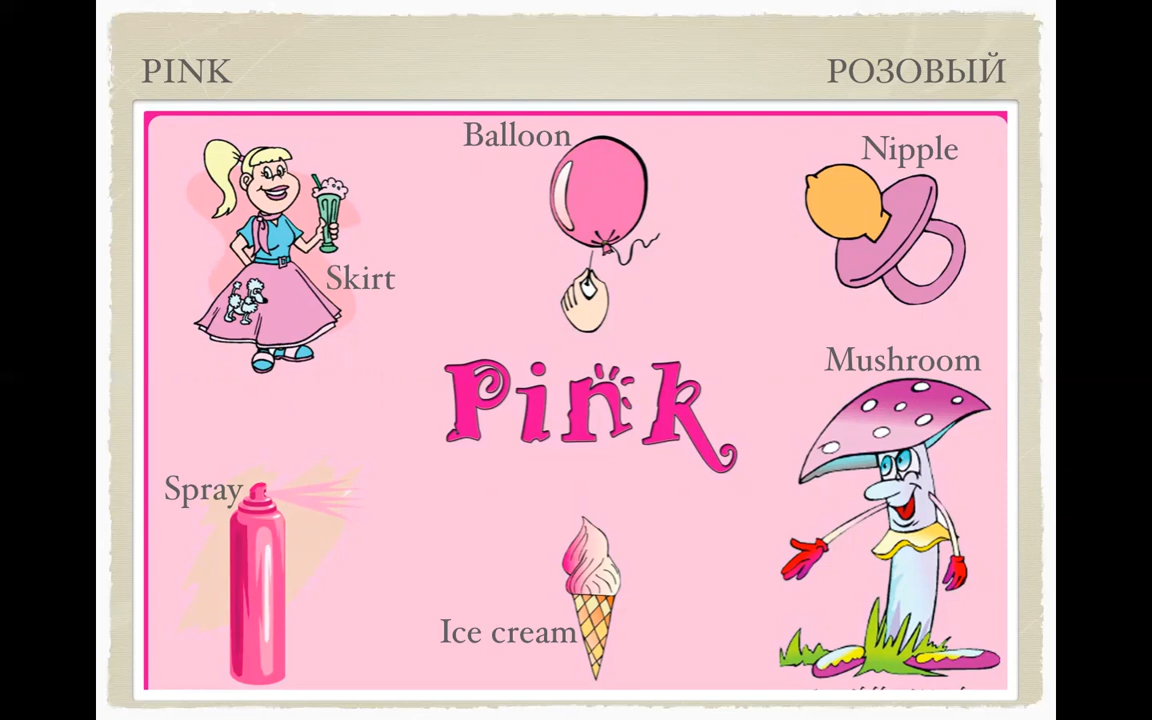 PINK
РОЗОВЫЙ
Balloon
Nipple
Skirt
Pink
Mushroom
Spray
Ice cream